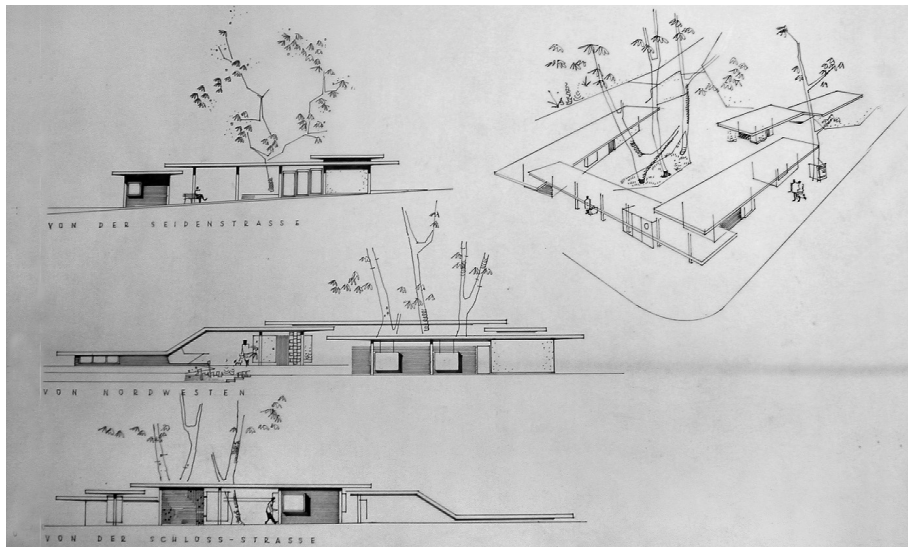 VON DER SEIDENSTRASSE
VON NORDWESTEN
VON DER SCHLOSS-STRASSE